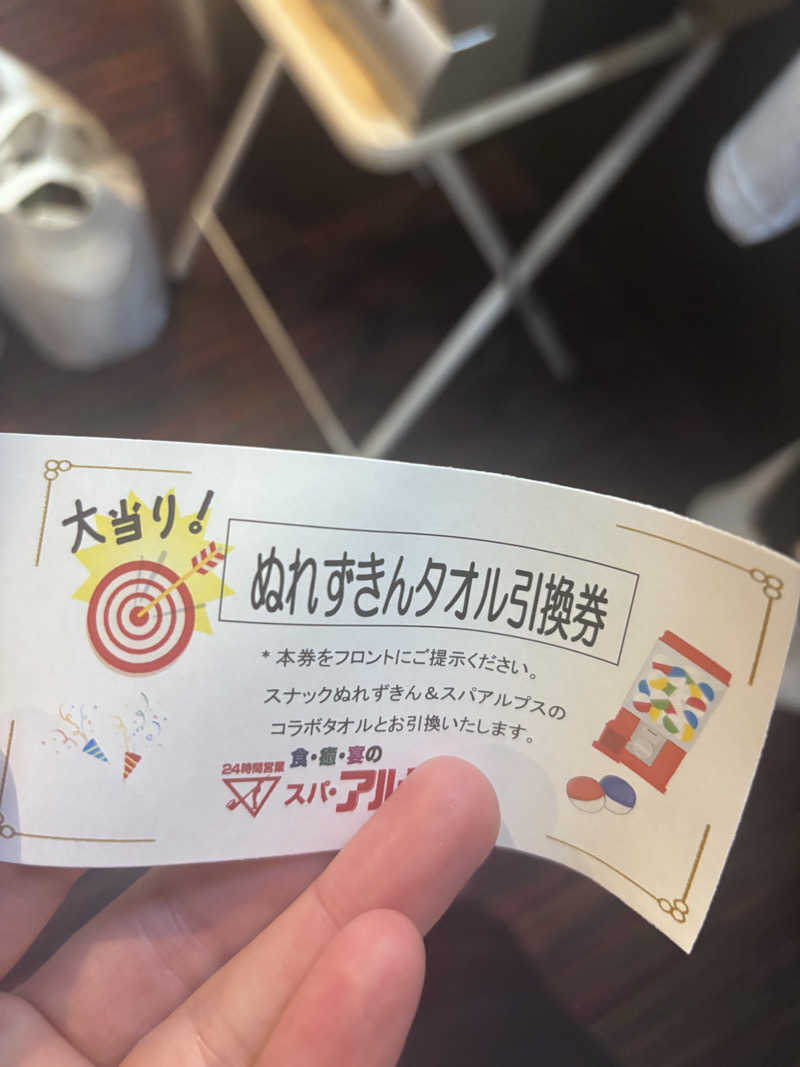 大当り!
ぬれずきんタオル引換券
* 本券をフロントにご提示ください。
スナックぬれずきん&スパアルプスの
コラボタオルとお引換いたします。
24時間営業
食・癒・宴の
スパ・アル